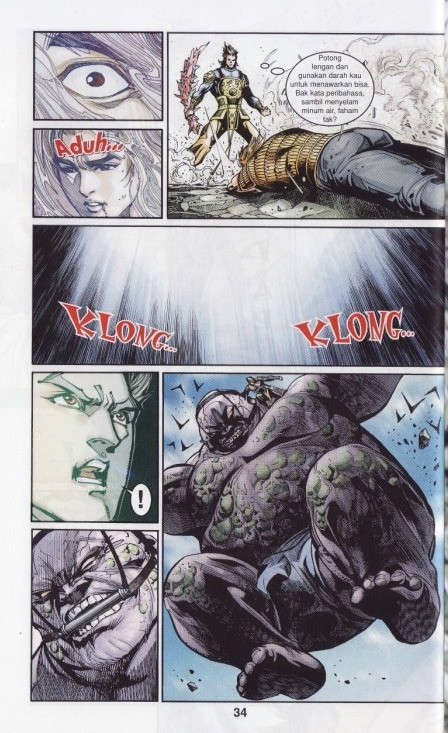 Potong
lengan dan
gunakan darah kau
untuk menawarkan bisa.
Bak kata peribahasa,
sambil menyelam
minum air, faham
tak?
Aduh...
KLONG...
KLONG...
!
34